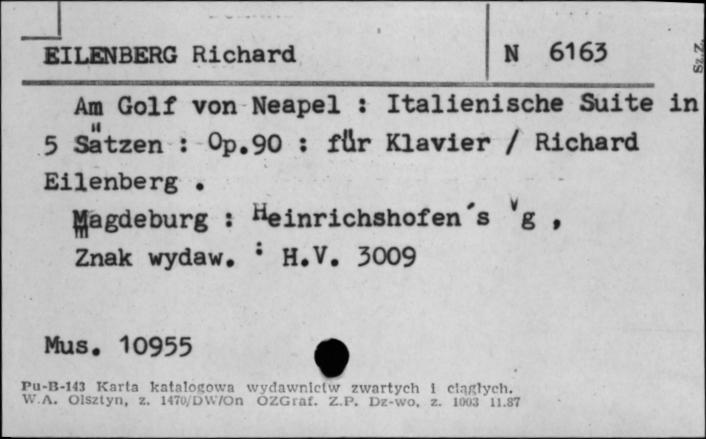 EILENBERG Richard
N 6163
Sz.Z.
Am Golf von Neapel : Italienische Suite in
5 Sätzen : Op.90 : für Klavier / Richard
Eilenberg .
Magdeburg : Heinrichshofen´s Vg ,
Znak wydaw. : H.V. 3009
Mus. 10955
Pu-B-143 Karta katalogowa wydawnictw zwartych i ciągłych.
W.A. Olsztyn, z. 1470/DW/On OZGraf. Z.P. Dz-wo, z. 1003 11.87